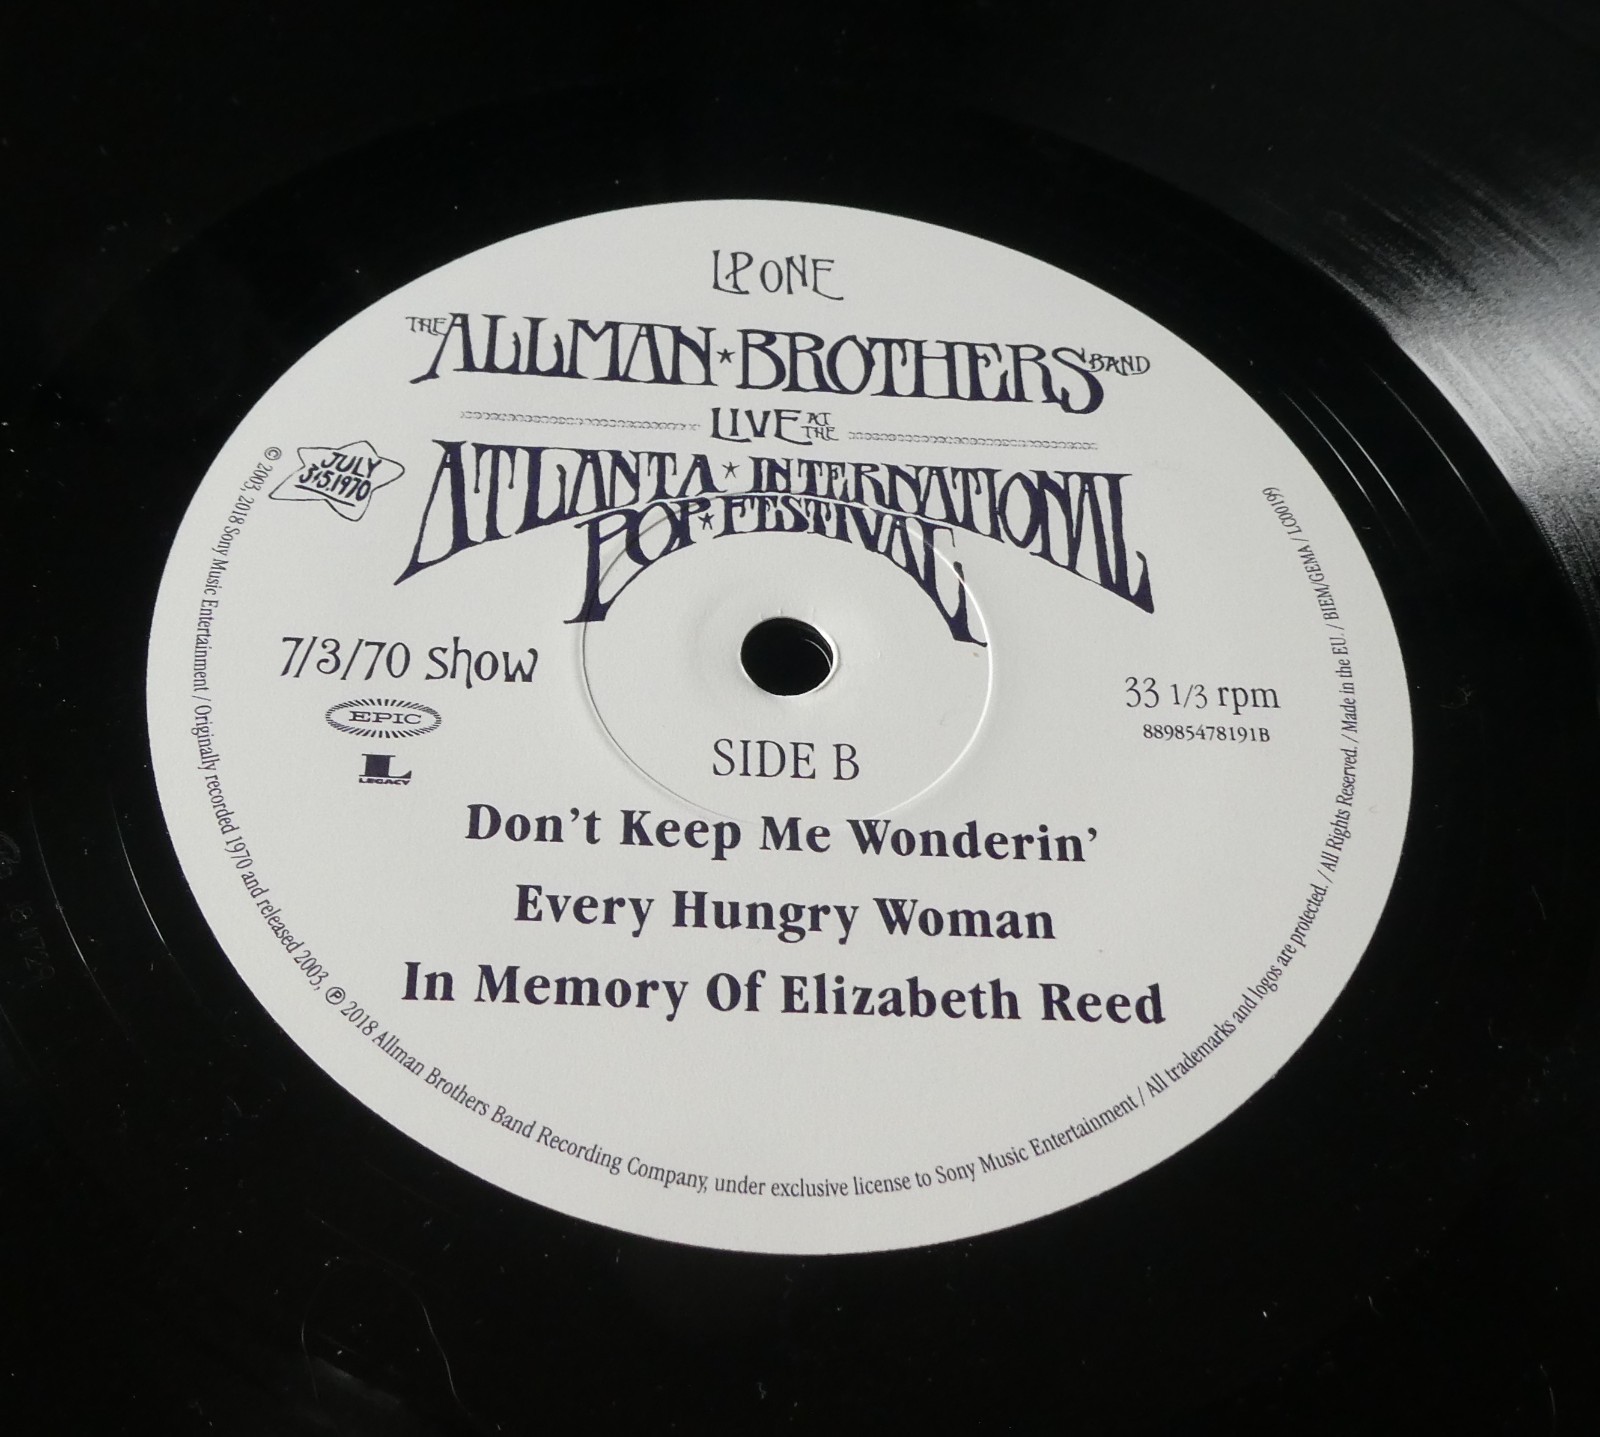 LP ONE
THE ALLMAN★BROTHERS BAND
LIVE AT THE
ATLANTA★INTERNATIONAL
POP★FESTIVAL
JULY
3+5.1970
7/3/70 show
EPIC
L
LEGACY
33 1/3 rpm
88985478191B
SIDE B
Don't Keep Me Wonderin'
Every Hungry Woman
In Memory Of Elizabeth Reed
© 2003, 2018 Sony Music Entertainment / Originally recorded 1970 and released 2003, ℗ 2018 Allman Brothers Band Recording Company, under exclusive license to Sony Music Entertainment / All trademarks and logos are protected. / All Rights Reserved. / Made in the EU. / BIEM/GEMA / LC00199